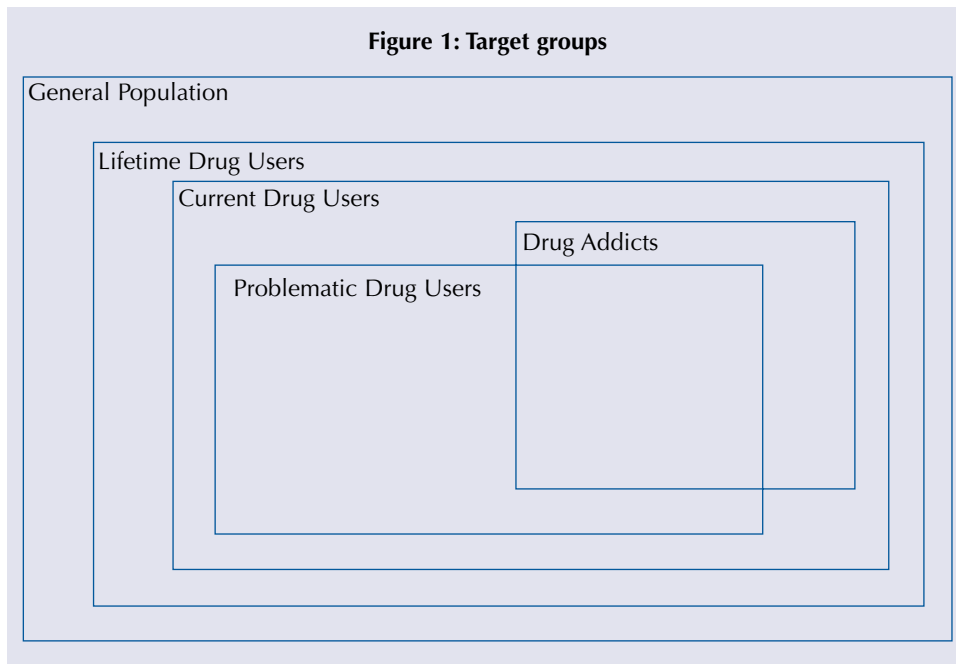 Figure 1: Target groups
General Population
Lifetime Drug Users
Current Drug Users
Drug Addicts
Problematic Drug Users